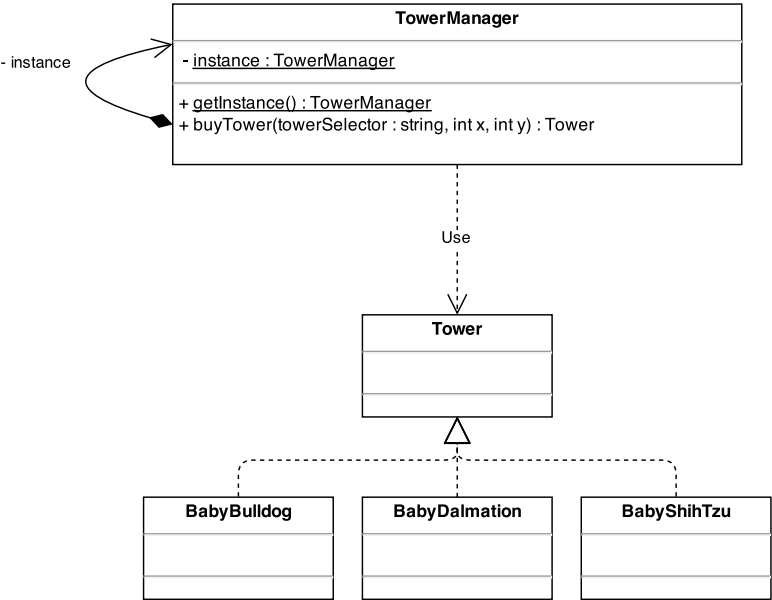 TowerManager
- instance
- instance : TowerManager
+ getInstance() : TowerManager
+ buyTower(towerSelector : string, int x, int y) : Tower
Use
Tower
BabyBulldog
BabyDalmation
BabyShihTzu